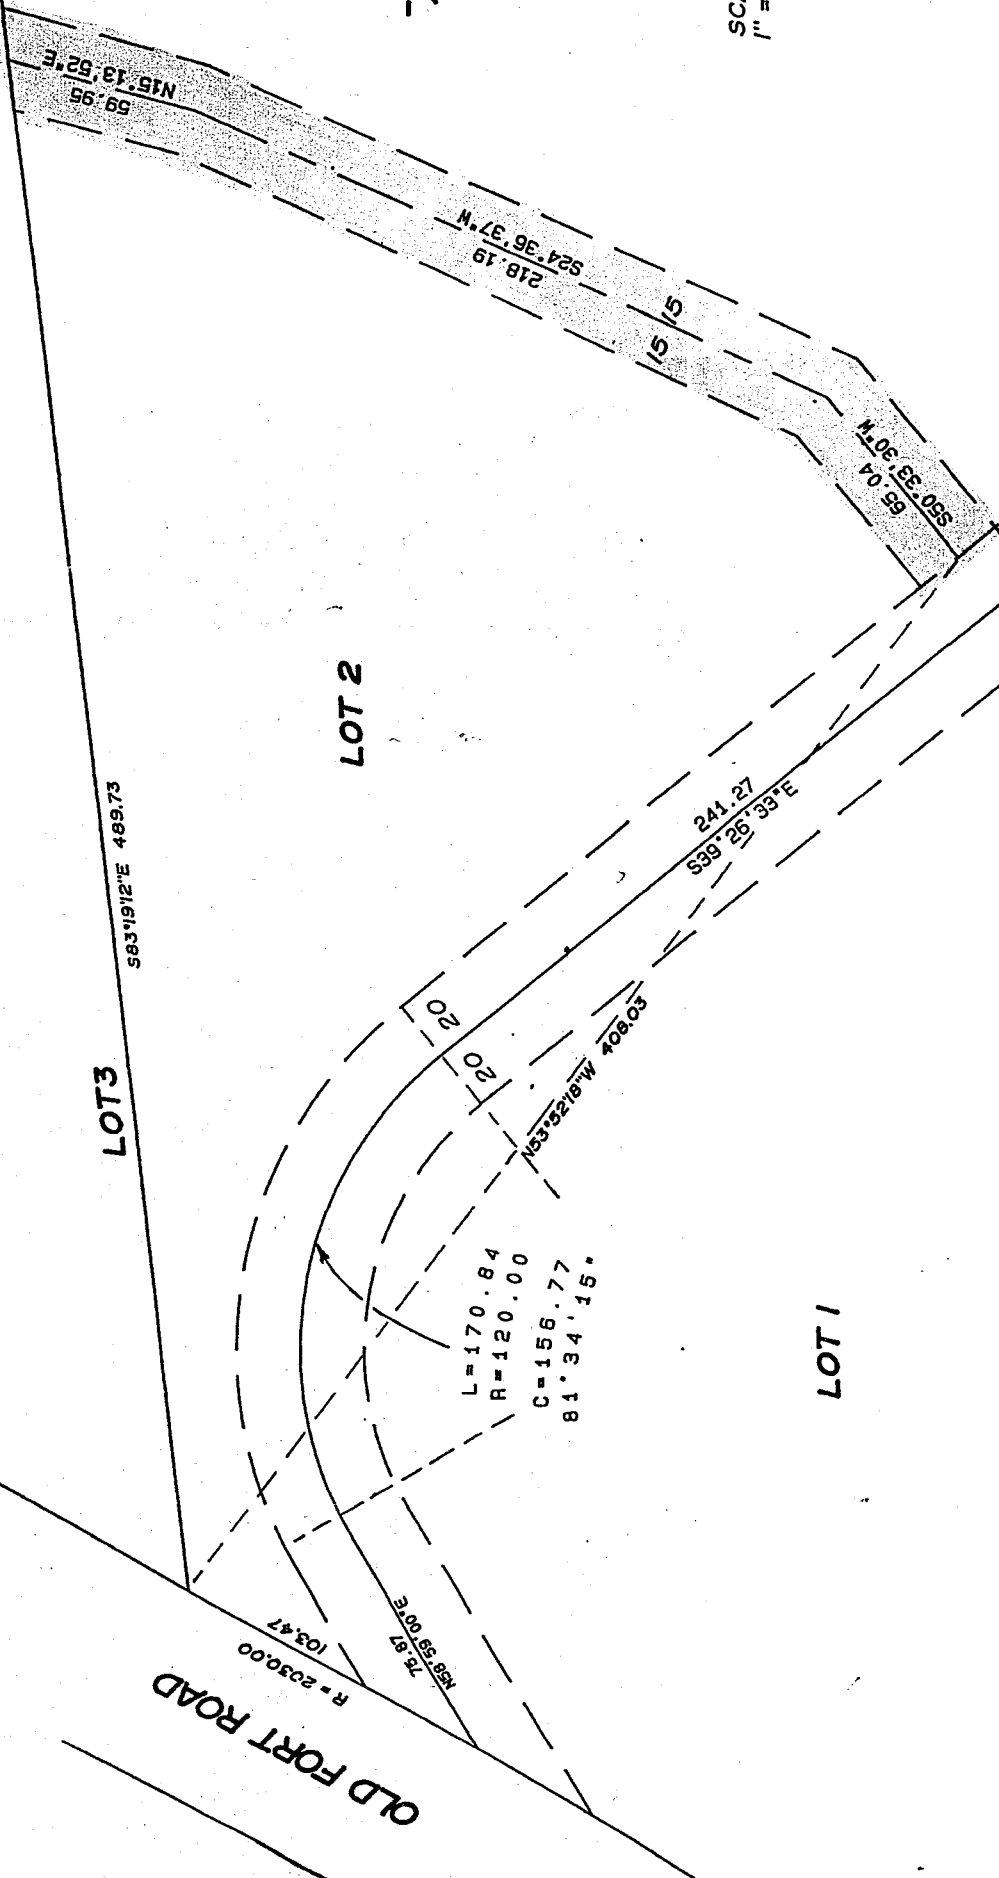 SC
1" =
N15°13'52"E
59.95
S24°36'37"W
218.19
15
15
S50°33'30"W
65.04
LOT 2
S83°19'12"E 489.73
241.27
S39°26'33"E
LOT 3
20
20
N53°52'18"W 408.03
L=170.84
R=120.00
C=156.77
81°34'15"
LOT 1
103.47
R = 2030.00
75.87
N58°59'00"E
OLD FORT ROAD